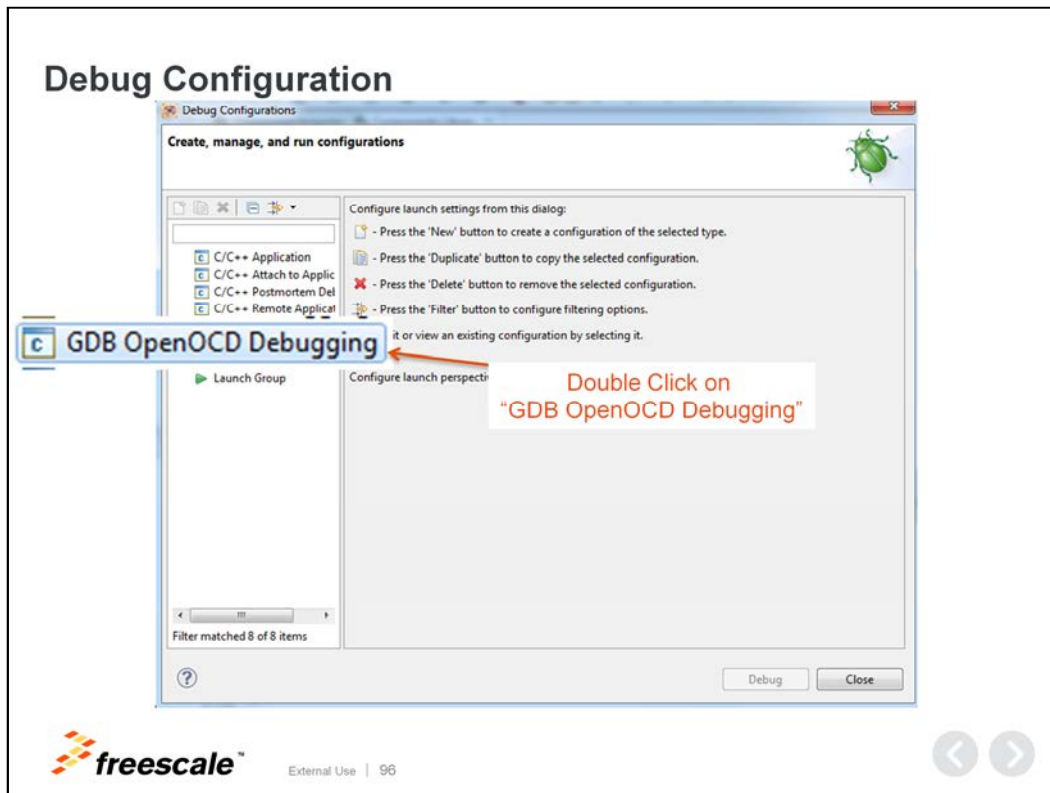 Debug Configuration
Debug Configurations
Create, manage, and run configurations
Configure launch settings from this dialog:
- Press the 'New' button to create a configuration of the selected type.
- Press the 'Duplicate' button to copy the selected configuration.
- Press the 'Delete' button to remove the selected configuration.
- Press the 'Filter' button to configure filtering options.
it or view an existing configuration by selecting it.
Configure launch perspecti
C/C++ Application
C/C++ Attach to Applic
C/C++ Postmortem Del
C/C++ Remote Applicat
GDB OpenOCD Debugging
Launch Group
Double Click on
“GDB OpenOCD Debugging”
Filter matched 8 of 8 items
Debug
Close
freescale™
External Use | 96